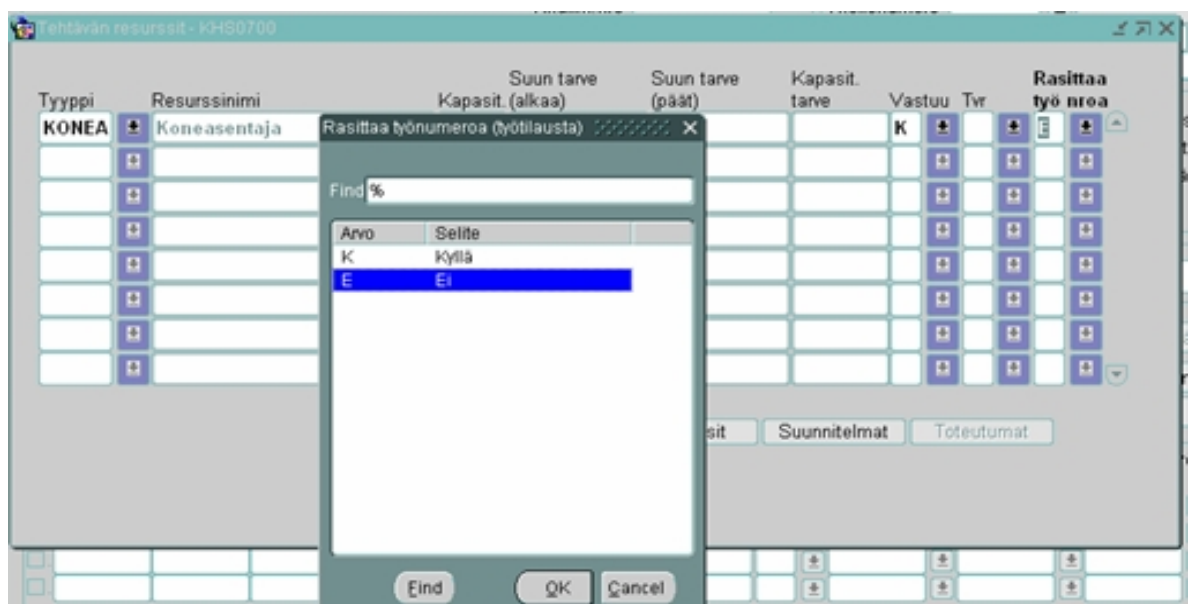 Tehtävän resurssit - KHS0700
Suun tarve Suun tarve Kapasit. Rasittaa
Tyyppi Resurssinimi Kapasit. (alkaa) (päät) tarve Vastuu Tvr työ nroa
KONEA Koneasentaja K
Rasittaa työnumeroa (työtilausta)
Find %
Arvo Selite
K Kyllä
E Ei
sit Suunnitelmat Toteutumat
Find OK Cancel